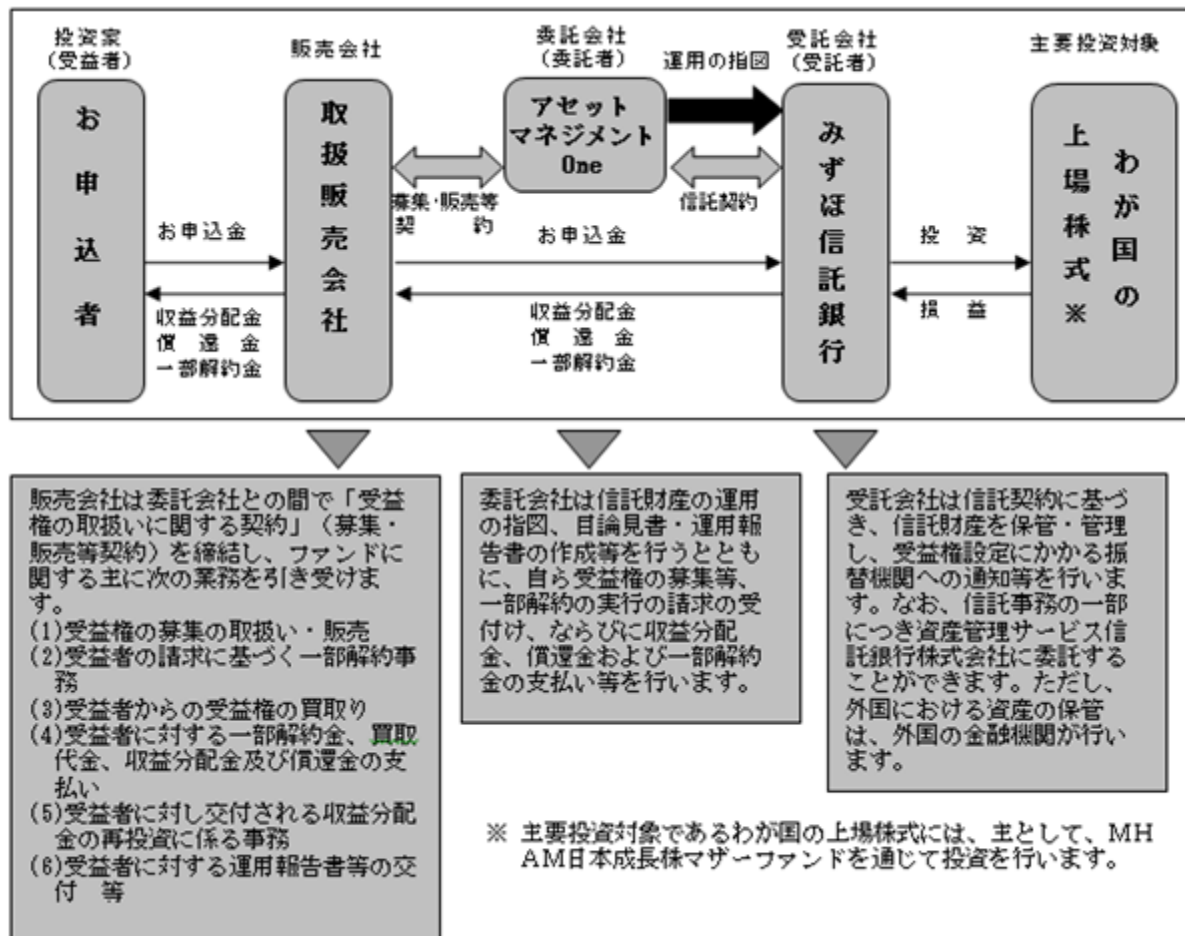 投資家
（受益者）
お申込者
販売会社
取扱販売会社
委託会社
（委託者）
アセット
マネジメント
One
運用の指図
受託会社
（受託者）
みずほ信託銀行
主要投資対象
わが国の
上場株式※
募集・販売等
契　約
信託契約
お申込金
収益分配金
償　還　金
一部解約金
お申込金
収益分配金
償　還　金
一部解約金
投　資
損　益
販売会社は委託会社との間で「受益
権の取扱いに関する契約」（募集・
販売等契約）を締結し、ファンドに
関する主に次の業務を引き受けま
す。
(1)受益権の募集の取扱い・販売
(2)受益者の請求に基づく一部解約事
務
(3)受益者からの受益権の買取り
(4)受益者に対する一部解約金、買取
代金、収益分配金及び償還金の支
払い
(5)受益者に対し交付される収益分配
金の再投資に係る事務
(6)受益者に対する運用報告書等の交
付　等
委託会社は信託財産の運用
の指図、目論見書・運用報
告書の作成等を行うととも
に、自ら受益権の募集等、
一部解約の実行の請求の受
付け、ならびに収益分配
金、償還金および一部解約
金の支払い等を行います。
受託会社は信託契約に基づ
き、信託財産を保管・管理
し、受益権設定にかかる振
替機関への通知等を行いま
す。なお、信託事務の一部
につき資産管理サービス信
託銀行株式会社に委託する
ことができます。ただし、
外国における資産の保管
は、外国の金融機関が行い
ます。
※ 主要投資対象であるわが国の上場株式には、主として、MH
AM日本成長株マザーファンドを通じて投資を行います。